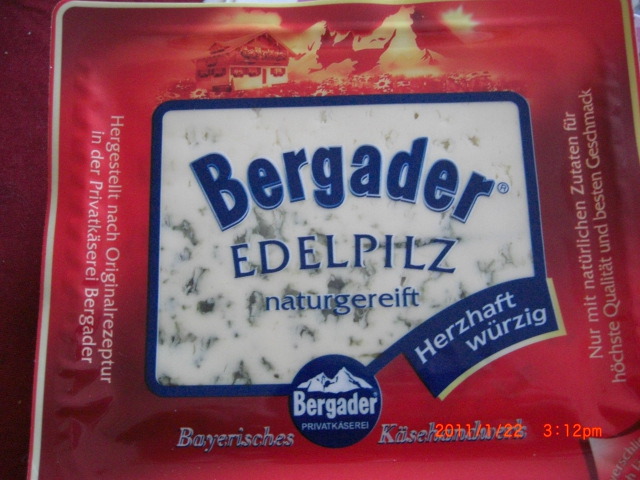 Bergader®
EDELPILZ
naturgereift
Herzhaft
würzig
Hergestellt nach Originalrezeptur
in der Privatkäserei Bergader
Nur mit natürlichen Zutaten für
höchste Qualität und besten Geschmack
Bergader
PRIVATKÄSEREI
Bayerisches Käsehandwerk
2011/1/22 3:12pm